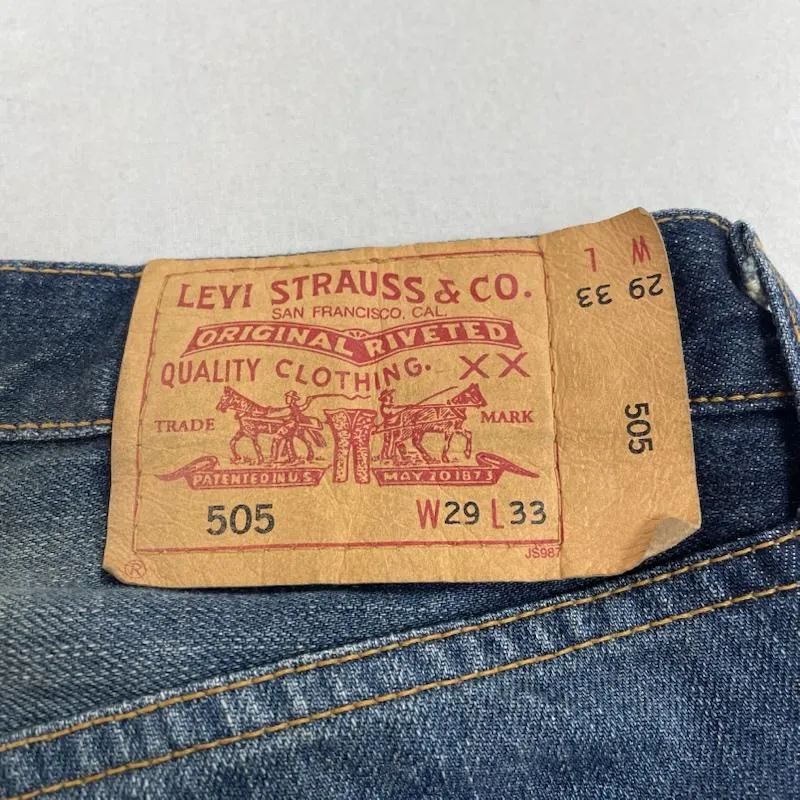 LEVI STRAUSS & CO.
SAN FRANCISCO, CAL.
ORIGINAL RIVETED
QUALITY CLOTHING. XX
TRADE MARK
PATENTED IN U.S. MAY 20 1873
505 W29 L33
JS987
®
W L
29 33
505